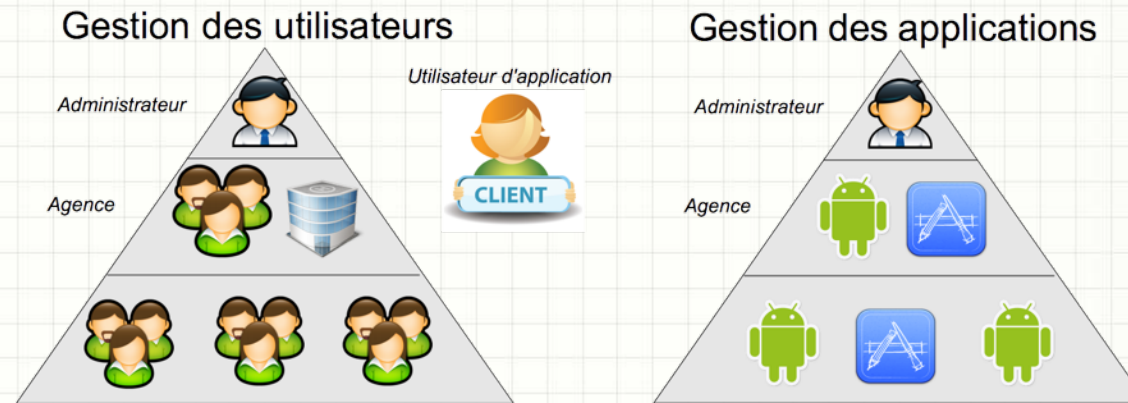 Gestion des utilisateurs
Utilisateur d'application
Administrateur
CLIENT
Agence
Gestion des applications
Administrateur
Agence